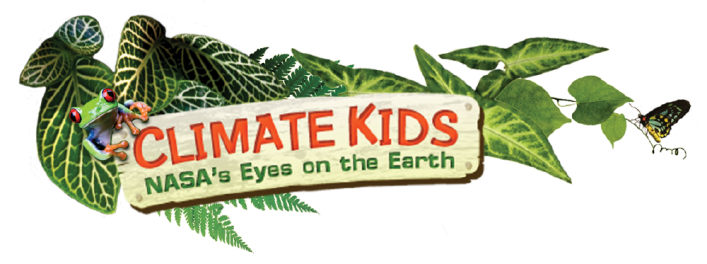 CLIMATE KIDS
NASA's Eyes on the Earth